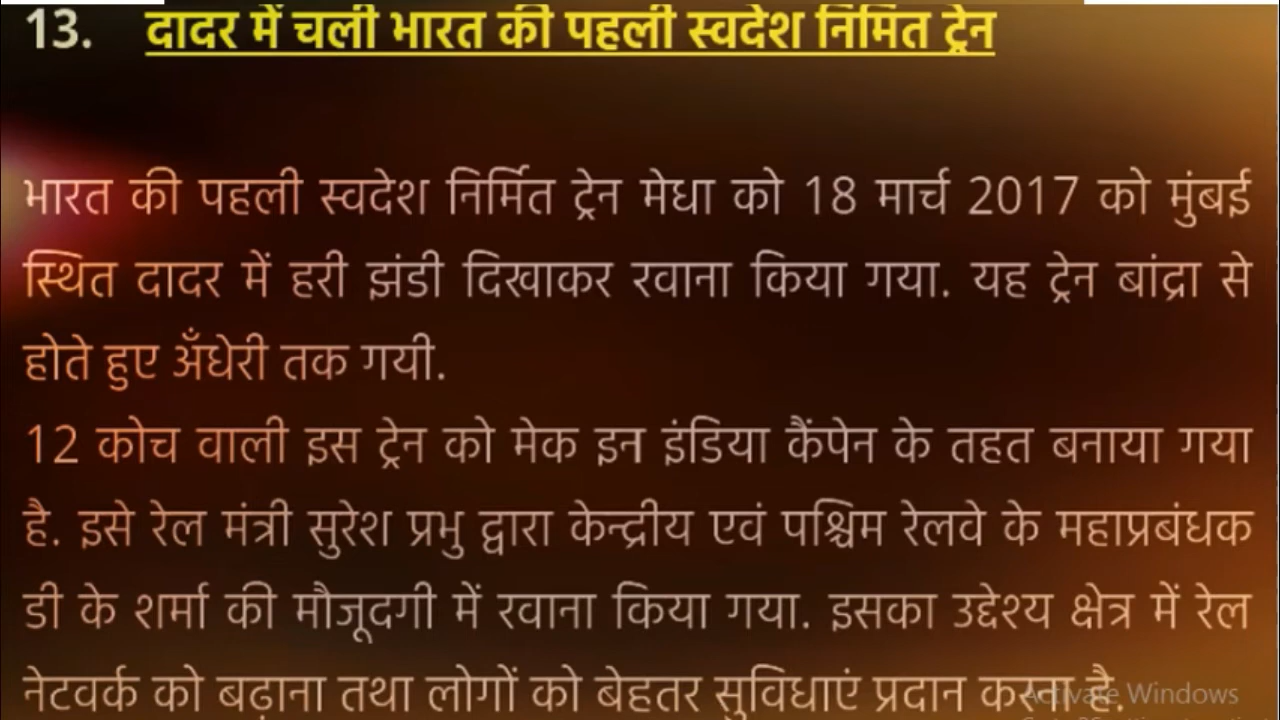 13. दादर में चली भारत की पहली स्वदेश निर्मित ट्रेन
भारत की पहली स्वदेश निर्मित ट्रेन मेधा को 18 मार्च 2017 को मुंबई
स्थित दादर में हरी झंडी दिखाकर रवाना किया गया. यह ट्रेन बांद्रा से
होते हुए अँधेरी तक गयी.
12 कोच वाली इस ट्रेन को मेक इन इंडिया कैंपेन के तहत बनाया गया
है. इसे रेल मंत्री सुरेश प्रभु द्वारा केन्द्रीय एवं पश्चिम रेलवे के महाप्रबंधक
डी के शर्मा की मौजूदगी में रवाना किया गया. इसका उद्देश्य क्षेत्र में रेल
नेटवर्क को बढ़ाना तथा लोगों को बेहतर सुविधाएं प्रदान करना है.
Activate Windows